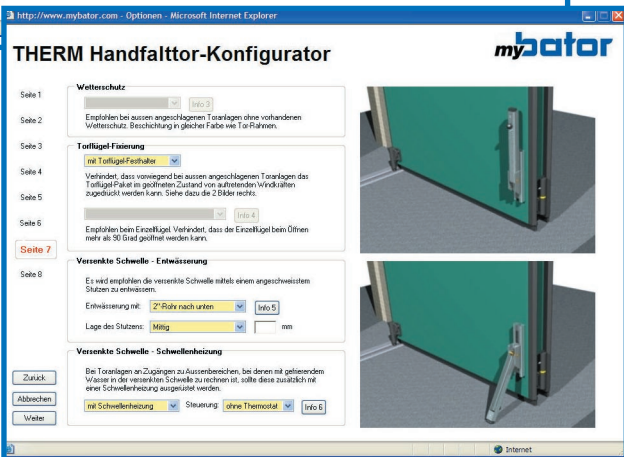 http://www.mybator.com - Optionen - Microsoft Internet Explorer
THERM Handfalttor-Konfigurator
mybator
Seite 1
Seite 2
Seite 3
Seite 4
Seite 5
Seite 6
Seite 7
Seite 8
Zurück
Abbrechen
Weiter
Wetterschutz
Info 3
Empfohlen bei aussen angeschlagenen Toranlagen ohne vorhandenen
Wetterschutz. Beschichtung in gleicher Farbe wie Tor-Rahmen.
Torflügel-Fixierung
mit Torflügel-Festhalter
Verhindert, dass vorwiegend bei aussen angeschlagenen Toranlagen das
Torflügel-Paket im geöffneten Zustand von auftretenden Windkräften
zugedrückt werden kann. Siehe dazu die 2 Bilder rechts.
Info 4
Empfohlen beim Einzelflügel. Verhindert, dass der Einzelflügel beim Öffnen
mehr als 90 Grad geöffnet werden kann.
Versenkte Schwelle - Entwässerung
Es wird empfohlen die versenkte Schwelle mittels einem angeschweisstem
Stutzen zu entwässern.
Entwässerung mit: 2"-Rohr nach unten Info 5
Lage des Stutzens: Mittig mm
Versenkte Schwelle - Schwellenheizung
Bei Toranlagen an Zugängen zu Aussenbereichen, bei denen mit gefrierendem
Wasser in der versenkten Schwelle zu rechnen ist, sollte diese zusätzlich mit
einer Schwellenheizung ausgerüstet werden.
mit Schwellenheizung Steuerung: ohne Thermostat Info 6
Internet